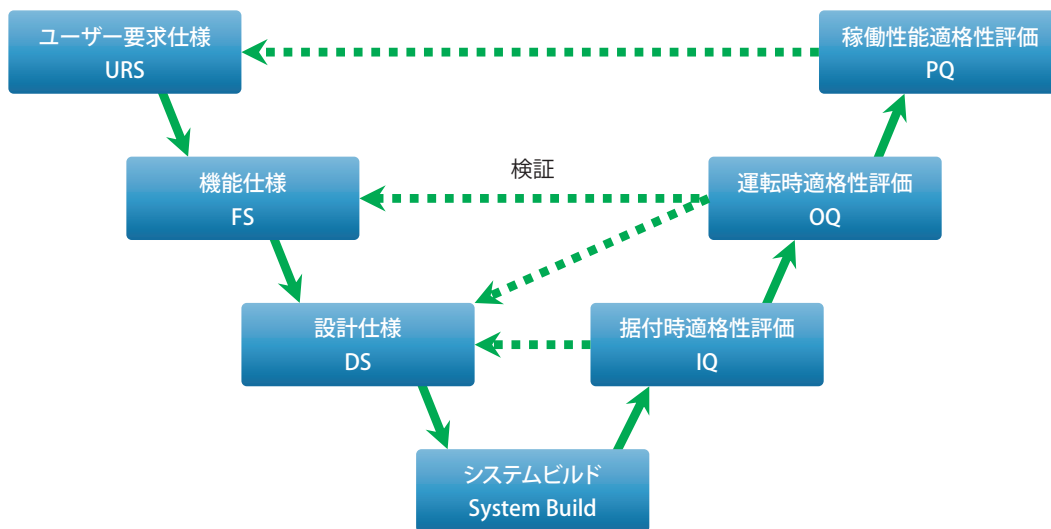 ユーザー要求仕様
URS
稼働性能適格性評価
PQ
検証
機能仕様
FS
運転時適格性評価
OQ
設計仕様
DS
据付時適格性評価
IQ
システムビルド
System Build